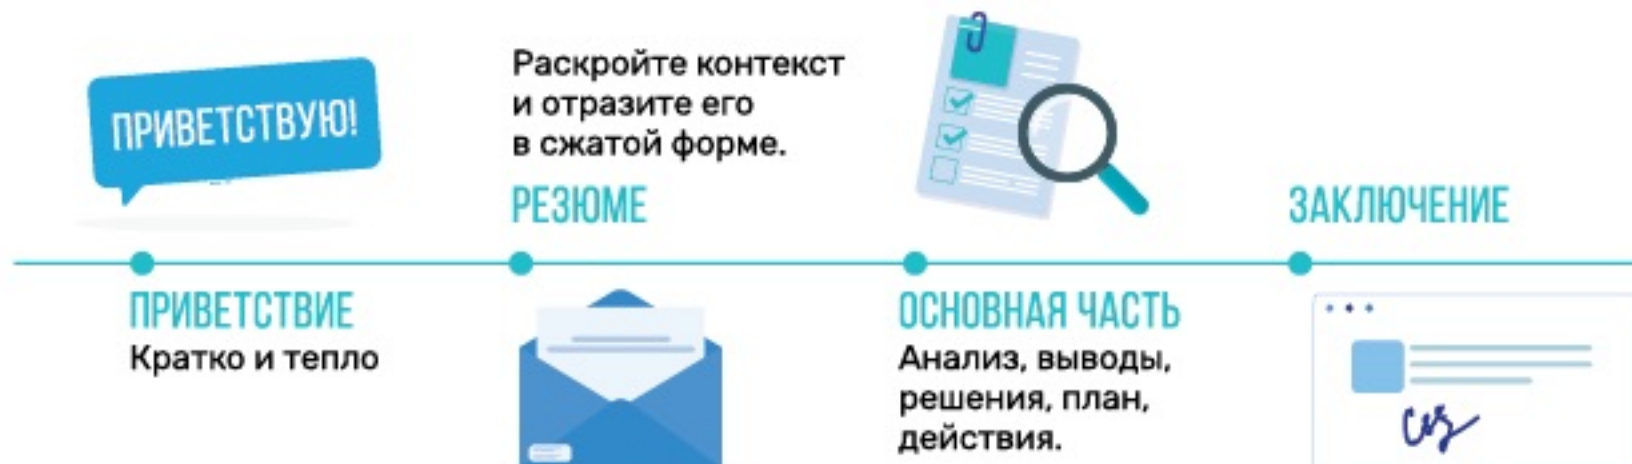 ПРИВЕТСТВУЮ!
ПРИВЕТСТВИЕ
Кратко и тепло
Раскройте контекст
и отразите его
в сжатой форме.
РЕЗЮМЕ
ОСНОВНАЯ ЧАСТЬ
Анализ, выводы,
решения, план,
действия.
ЗАКЛЮЧЕНИЕ